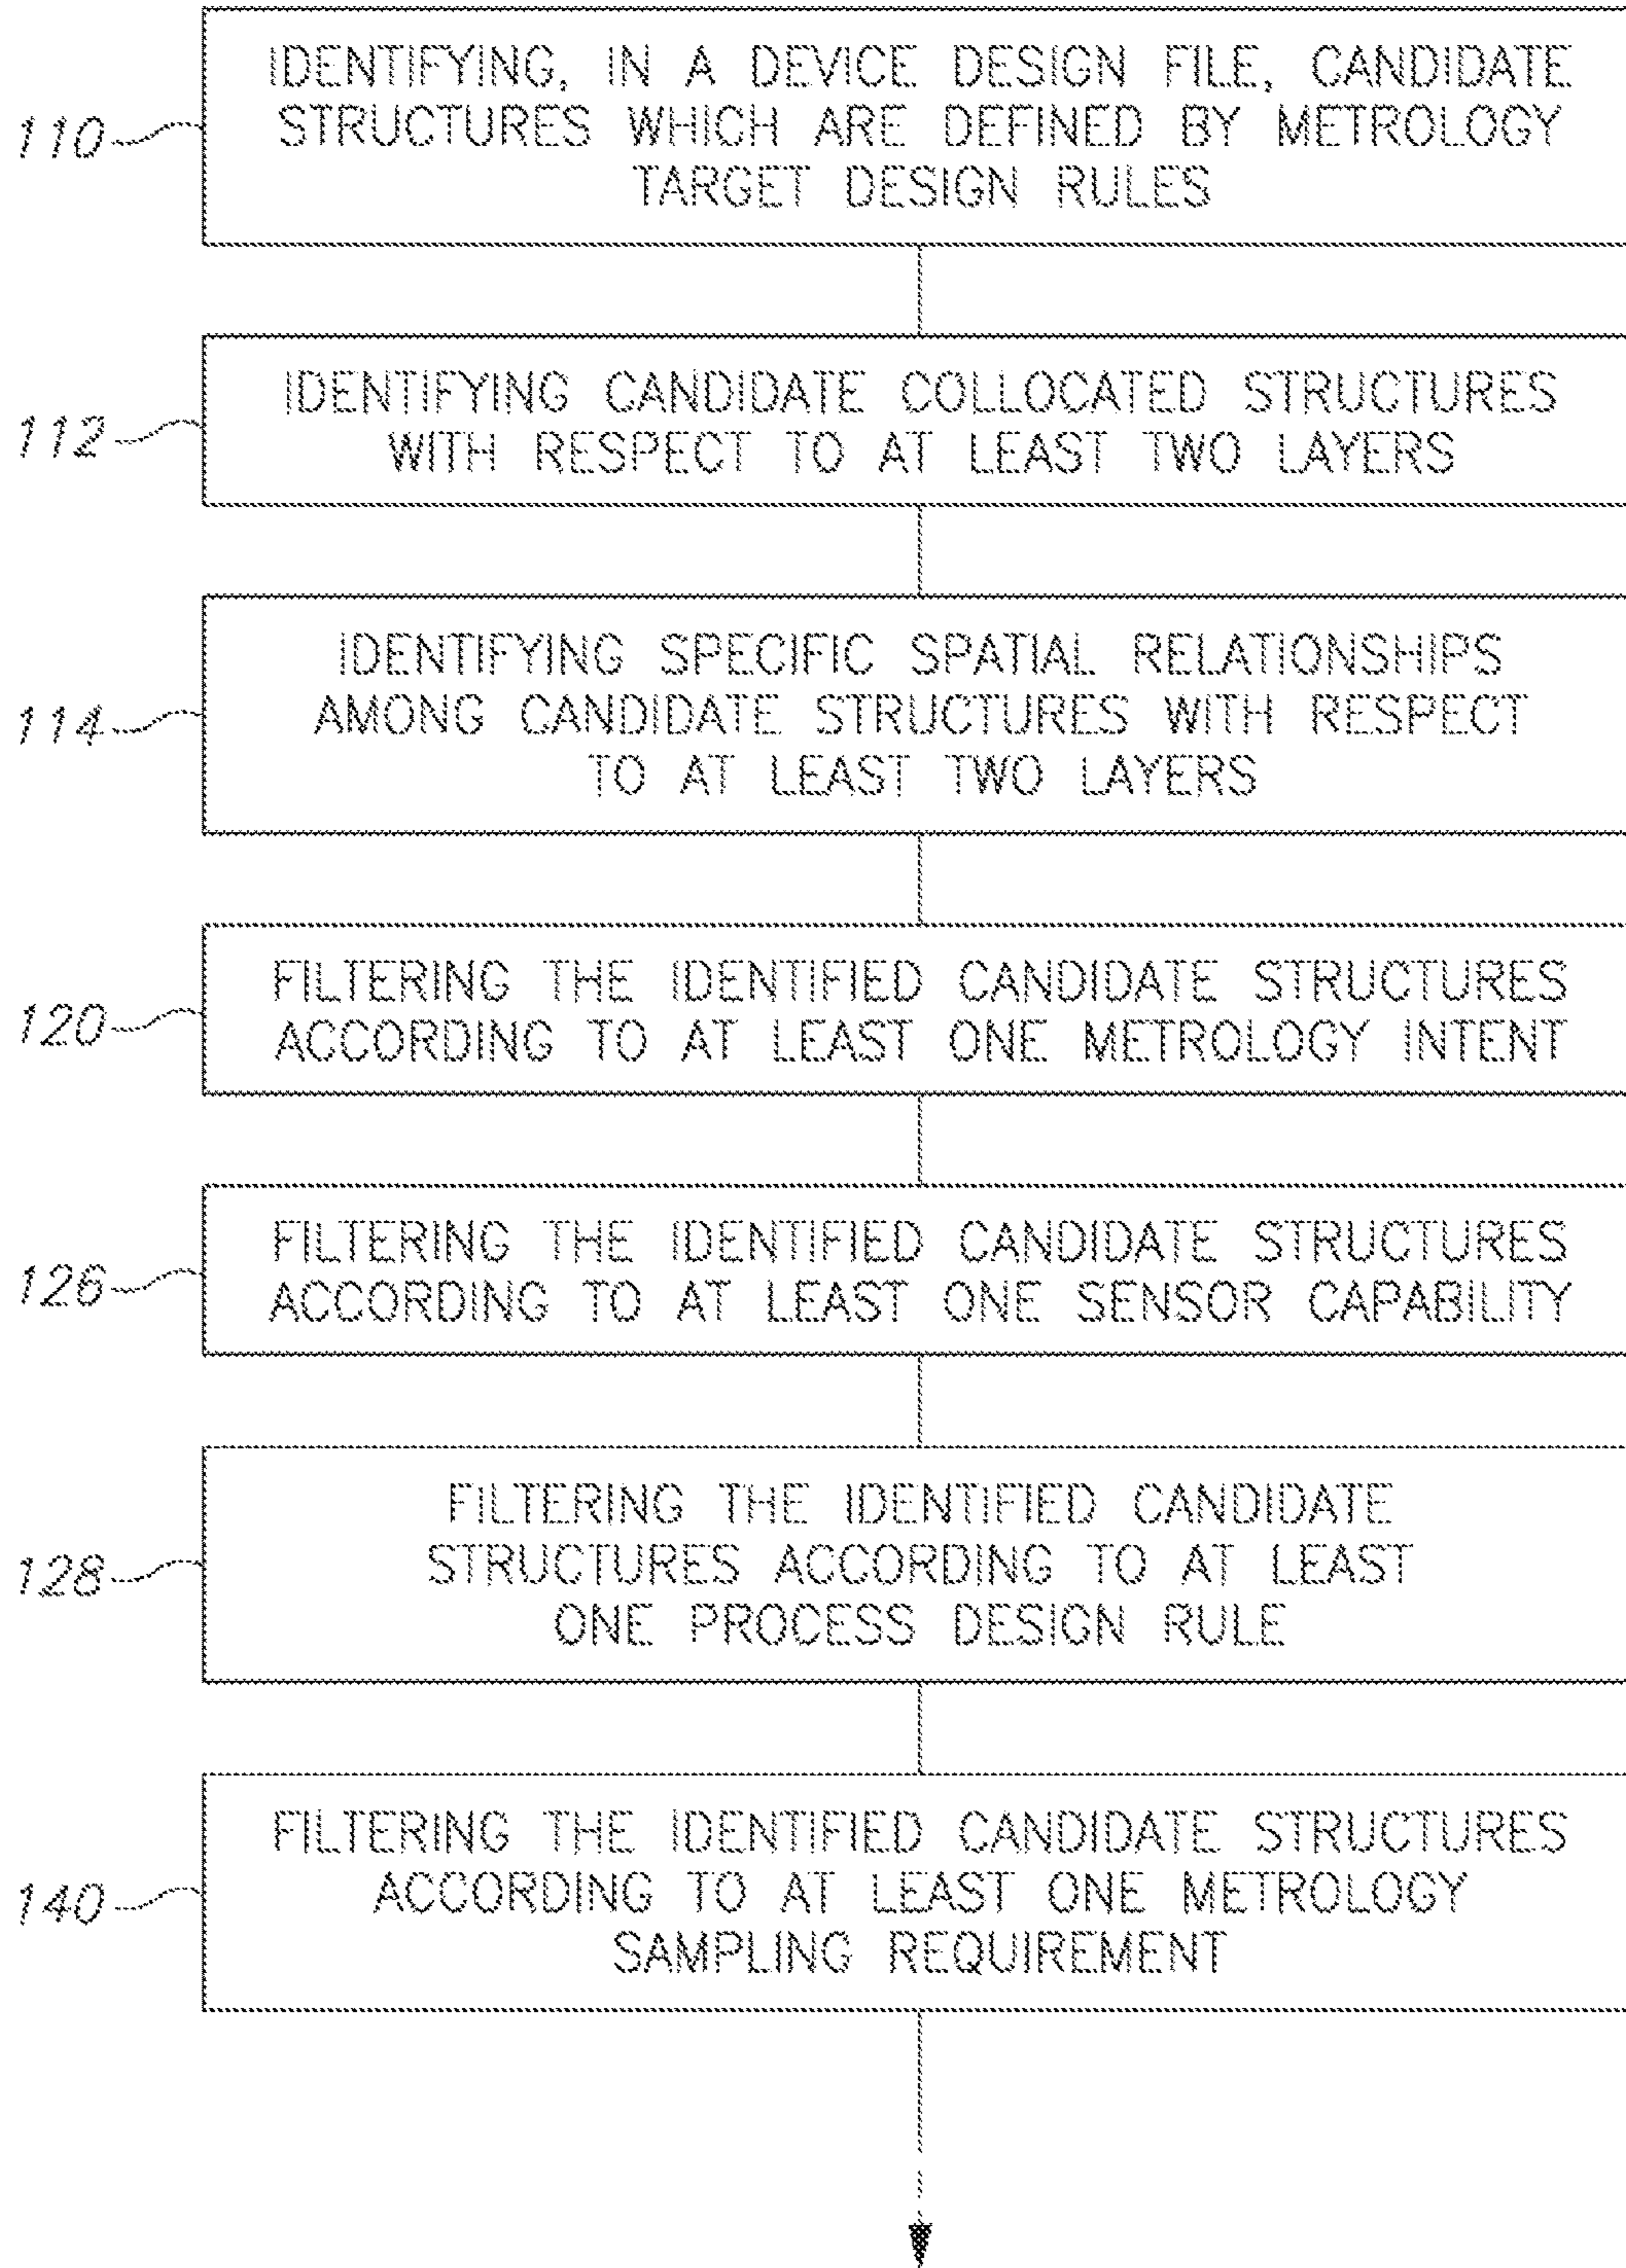 IDENTIFYING, IN A DEVICE DESIGN FILE, CANDIDATE
STRUCTURES WHICH ARE DEFINED BY METROLOGY
TARGET DESIGN RULES
110
IDENTIFYING CANDIDATE COLLOCATED STRUCTURES
WITH RESPECT TO AT LEAST TWO LAYERS
112
IDENTIFYING SPECIFIC SPATIAL RELATIONSHIPS
AMONG CANDIDATE STRUCTURES WITH RESPECT
TO AT LEAST TWO LAYERS
114
FILTERING THE IDENTIFIED CANDIDATE STRUCTURES
ACCORDING TO AT LEAST ONE METROLOGY INTENT
120
FILTERING THE IDENTIFIED CANDIDATE STRUCTURES
ACCORDING TO AT LEAST ONE SENSOR CAPABILITY
126
FILTERING THE IDENTIFIED CANDIDATE
STRUCTURES ACCORDING TO AT LEAST
ONE PROCESS DESIGN RULE
128
FILTERING THE IDENTIFIED CANDIDATE STRUCTURES
ACCORDING TO AT LEAST ONE METROLOGY
SAMPLING REQUIREMENT
140